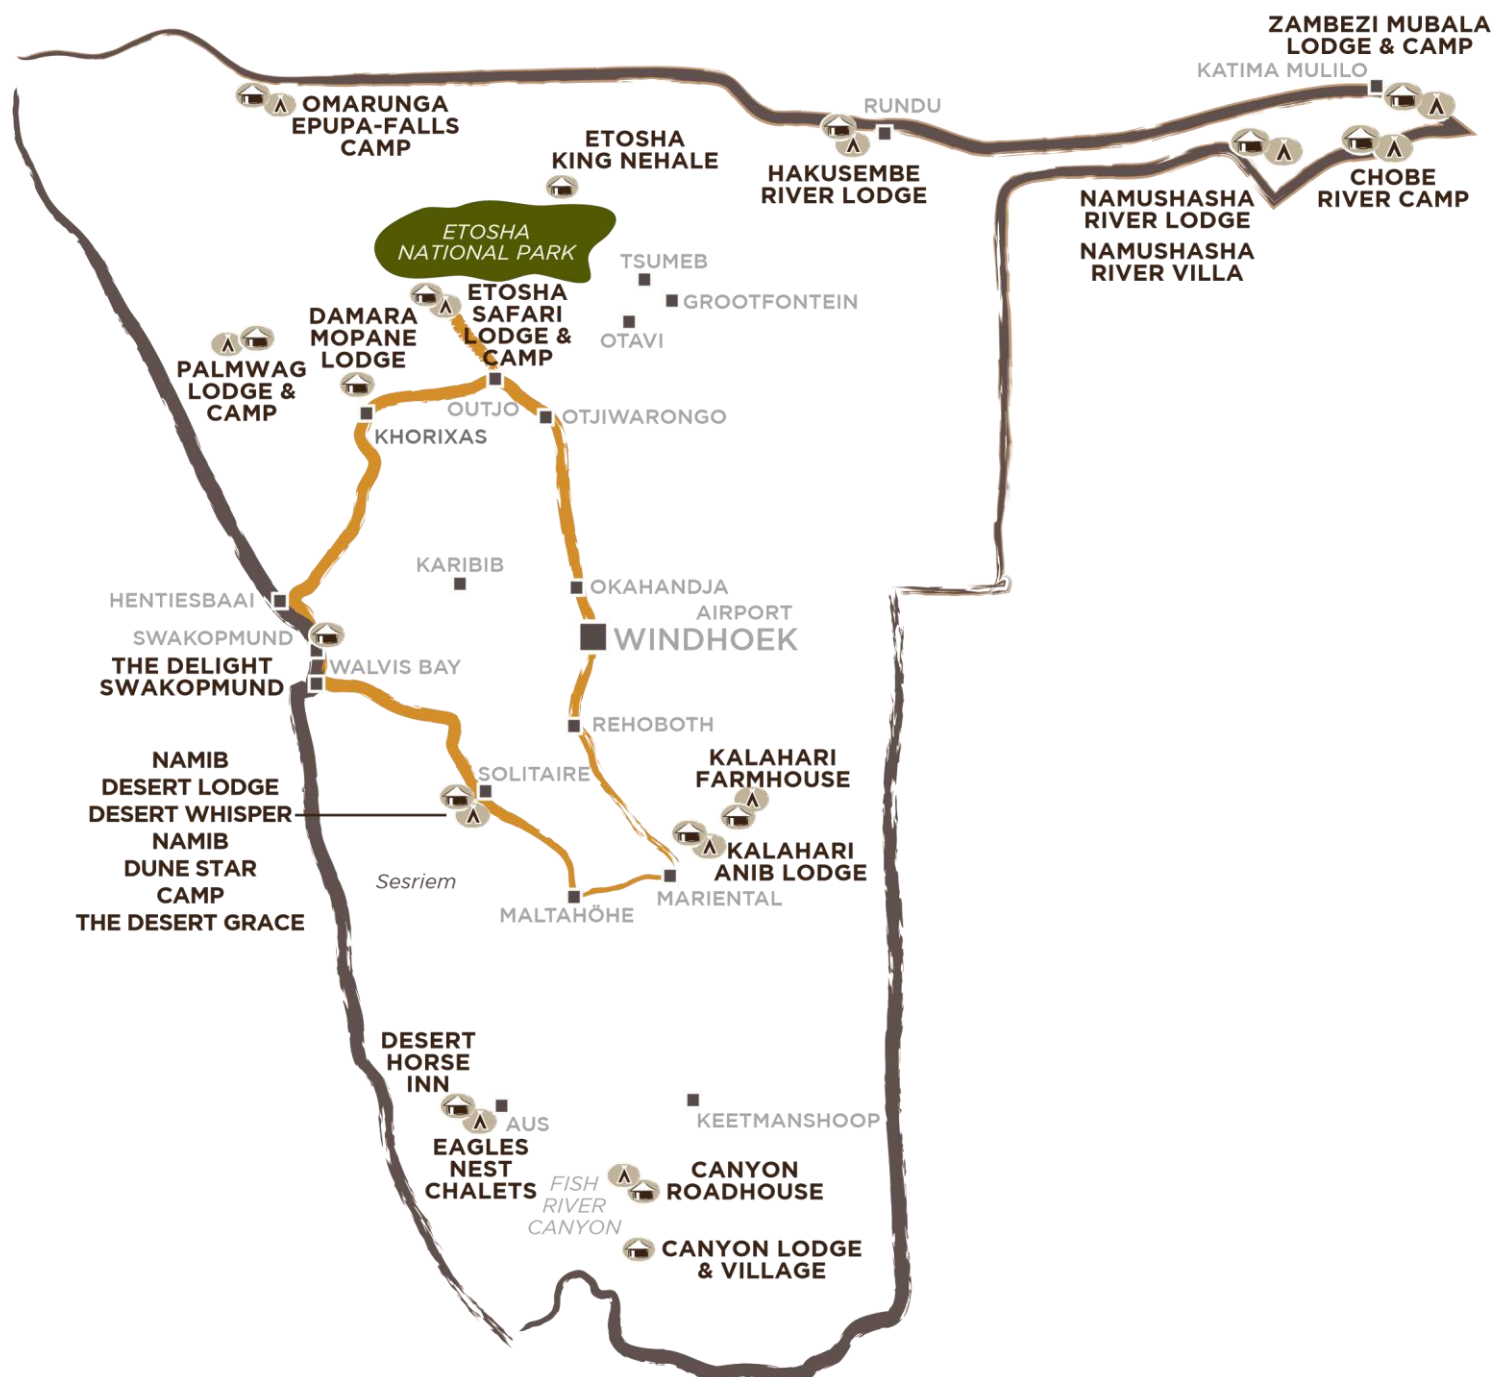 ZAMBEZI MUBALA
LODGE & CAMP
KATIMA MULILO
OMARUNGA
EPUPA-FALLS
CAMP
RUNDU
ETOSHA
KING NEHALE
HAKUSEMBE
RIVER LODGE
CHOBE
RIVER CAMP
NAMUSHASHA
RIVER LODGE
NAMUSHASHA
RIVER VILLA
ETOSHA
NATIONAL PARK
TSUMEB
GROOTFONTEIN
OTAVI
ETOSHA
SAFARI
LODGE &
CAMP
DAMARA
MOPANE
LODGE
PALMWAG
LODGE &
CAMP
OUTJO
OTJIWARONGO
KHORIXAS
KARIBIB
OKAHANDJA
HENTIESBAAI
AIRPORT
WINDHOEK
SWAKOPMUND
WALVIS BAY
THE DELIGHT
SWAKOPMUND
REHOBOTH
NAMIB
DESERT LODGE
DESERT WHISPER
NAMIB
DUNE STAR
CAMP
THE DESERT GRACE
SOLITAIRE
KALAHARI
FARMHOUSE
KALAHARI
ANIB LODGE
Sesriem
MARIENTAL
MALTAHÖHE
DESERT
HORSE
INN
AUS
KEETMANSHOOP
EAGLES
NEST
CHALETS
FISH
RIVER
CANYON
CANYON
ROADHOUSE
CANYON LODGE
& VILLAGE